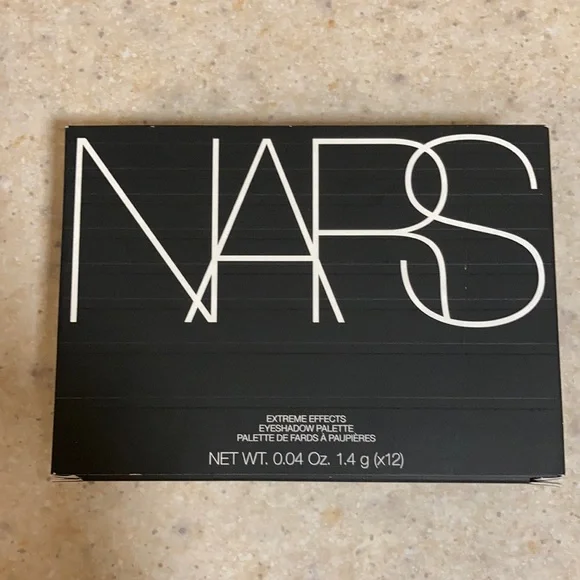 NARS
EXTREME EFFECTS
EYESHADOW PALETTE
PALETTE DE FARDS À PAUPIÈRES
NET WT. 0.04 Oz. 1.4 g (x12)